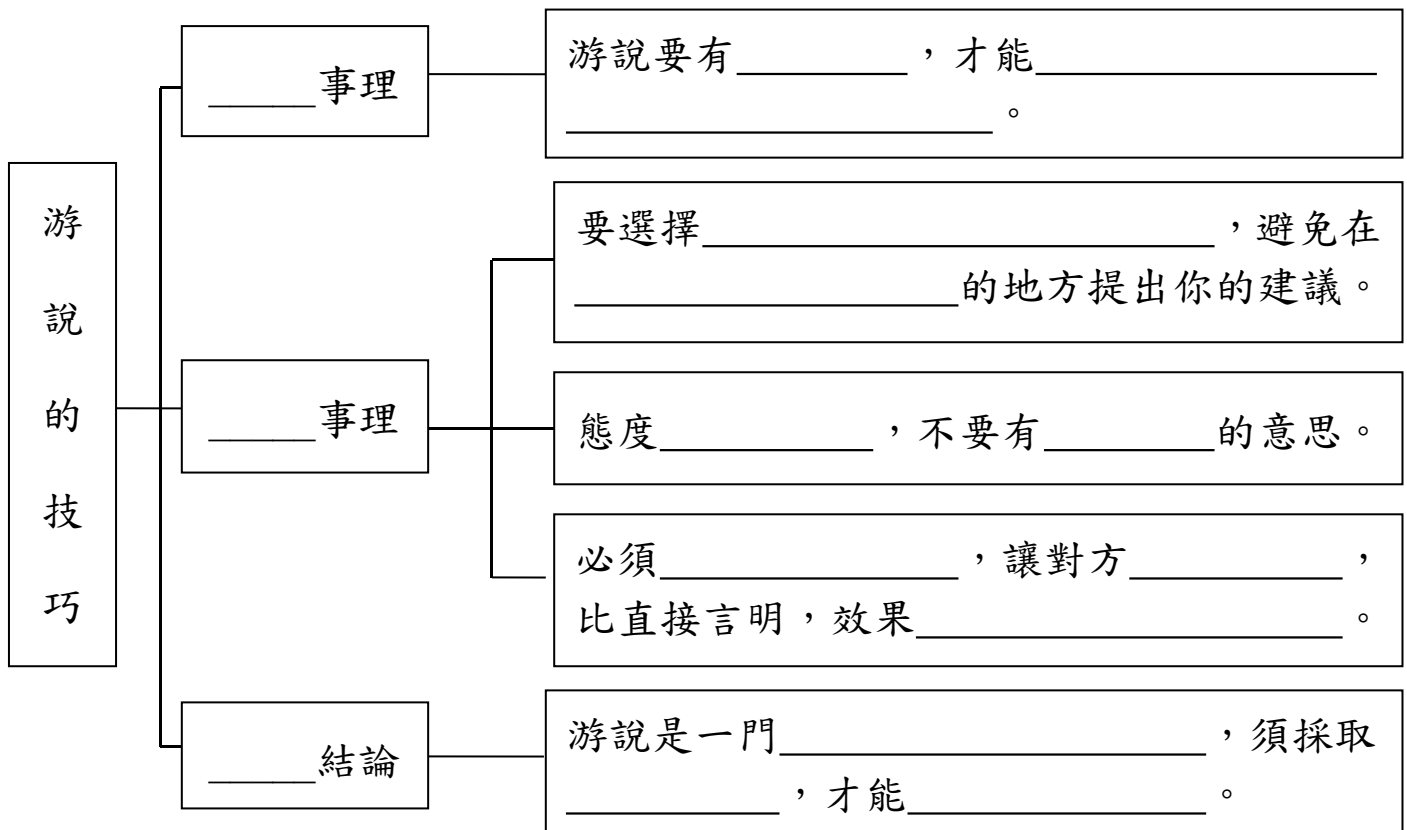 游說的技巧
_____事理
游說要有________，才能________________
____________________。
_____事理
要選擇________________________，避免在
__________________的地方提出你的建議。
態度__________，不要有________的意思。
必須______________，讓對方__________，
比直接言明，效果____________________。
_____結論
游說是一門____________________，須採取
__________，才能______________。